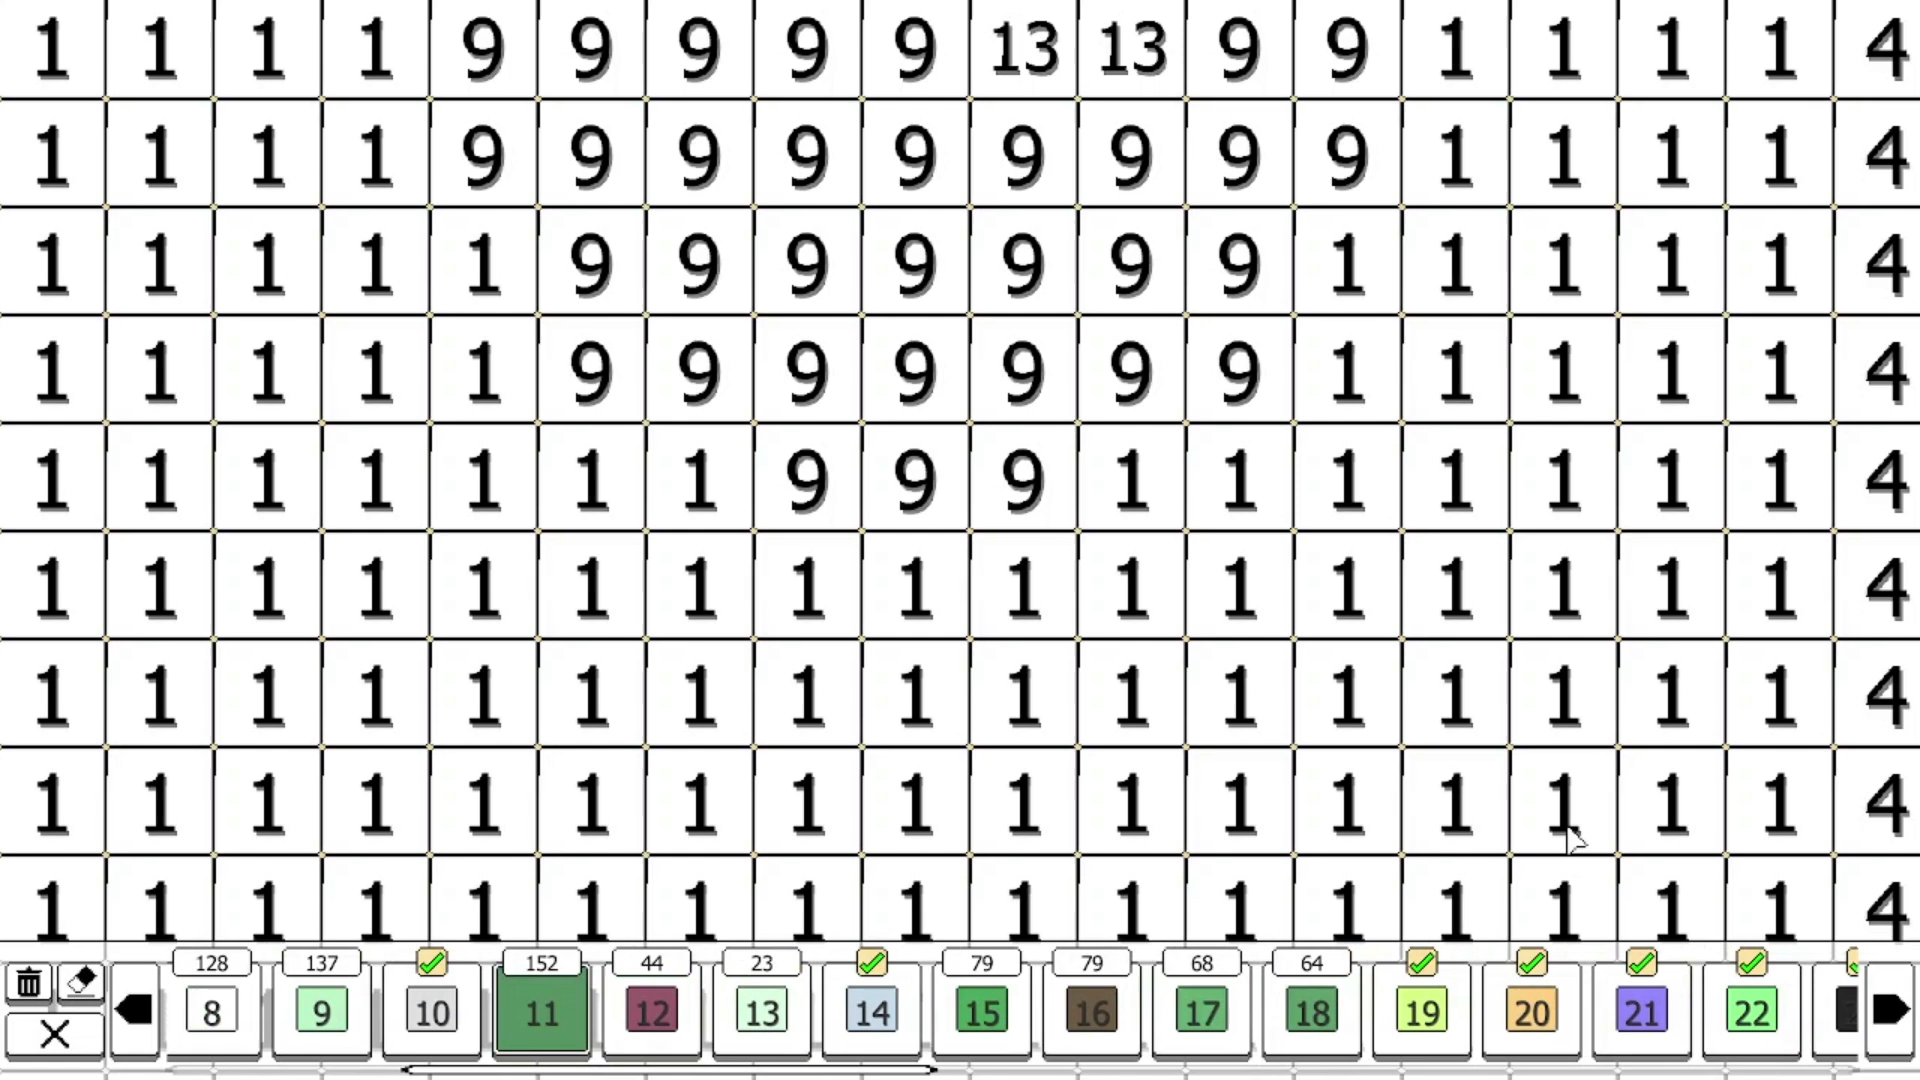 1 1 1 1 9 9 9 9 9 13 13 9 9 1 1 1 1 4
1 1 1 1 9 9 9 9 9 9 9 9 9 1 1 1 1 4
1 1 1 1 1 9 9 9 9 9 9 9 1 1 1 1 1 4
1 1 1 1 1 9 9 9 9 9 9 9 1 1 1 1 1 4
1 1 1 1 1 1 1 9 9 9 1 1 1 1 1 1 1 4
1 1 1 1 1 1 1 1 1 1 1 1 1 1 1 1 1 4
1 1 1 1 1 1 1 1 1 1 1 1 1 1 1 1 1 4
1 1 1 1 1 1 1 1 1 1 1 1 1 1 1 1 1 4
1 1 1 1 1 1 1 1 1 1 1 1 1 1 1 1 1 4
128 137 152 44 23 79 79 68 64
8 9 10 11 12 13 14 15 16 17 18 19 20 21 22